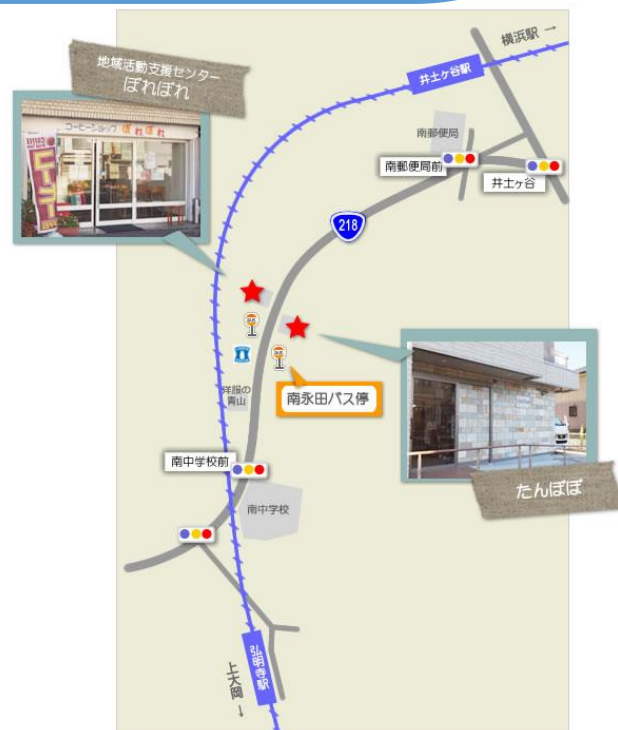 横浜駅 →
地域活動支援センター
ぽれぽれ
井土ヶ谷駅
コーヒーショップ ぽれぽれ
コーヒー
南郵便局
南郵便局前
井土ヶ谷
218
洋服の
青山
南永田バス停
南中学校前
南中学校
たんぽぽ
弘明寺駅
上大岡
↓